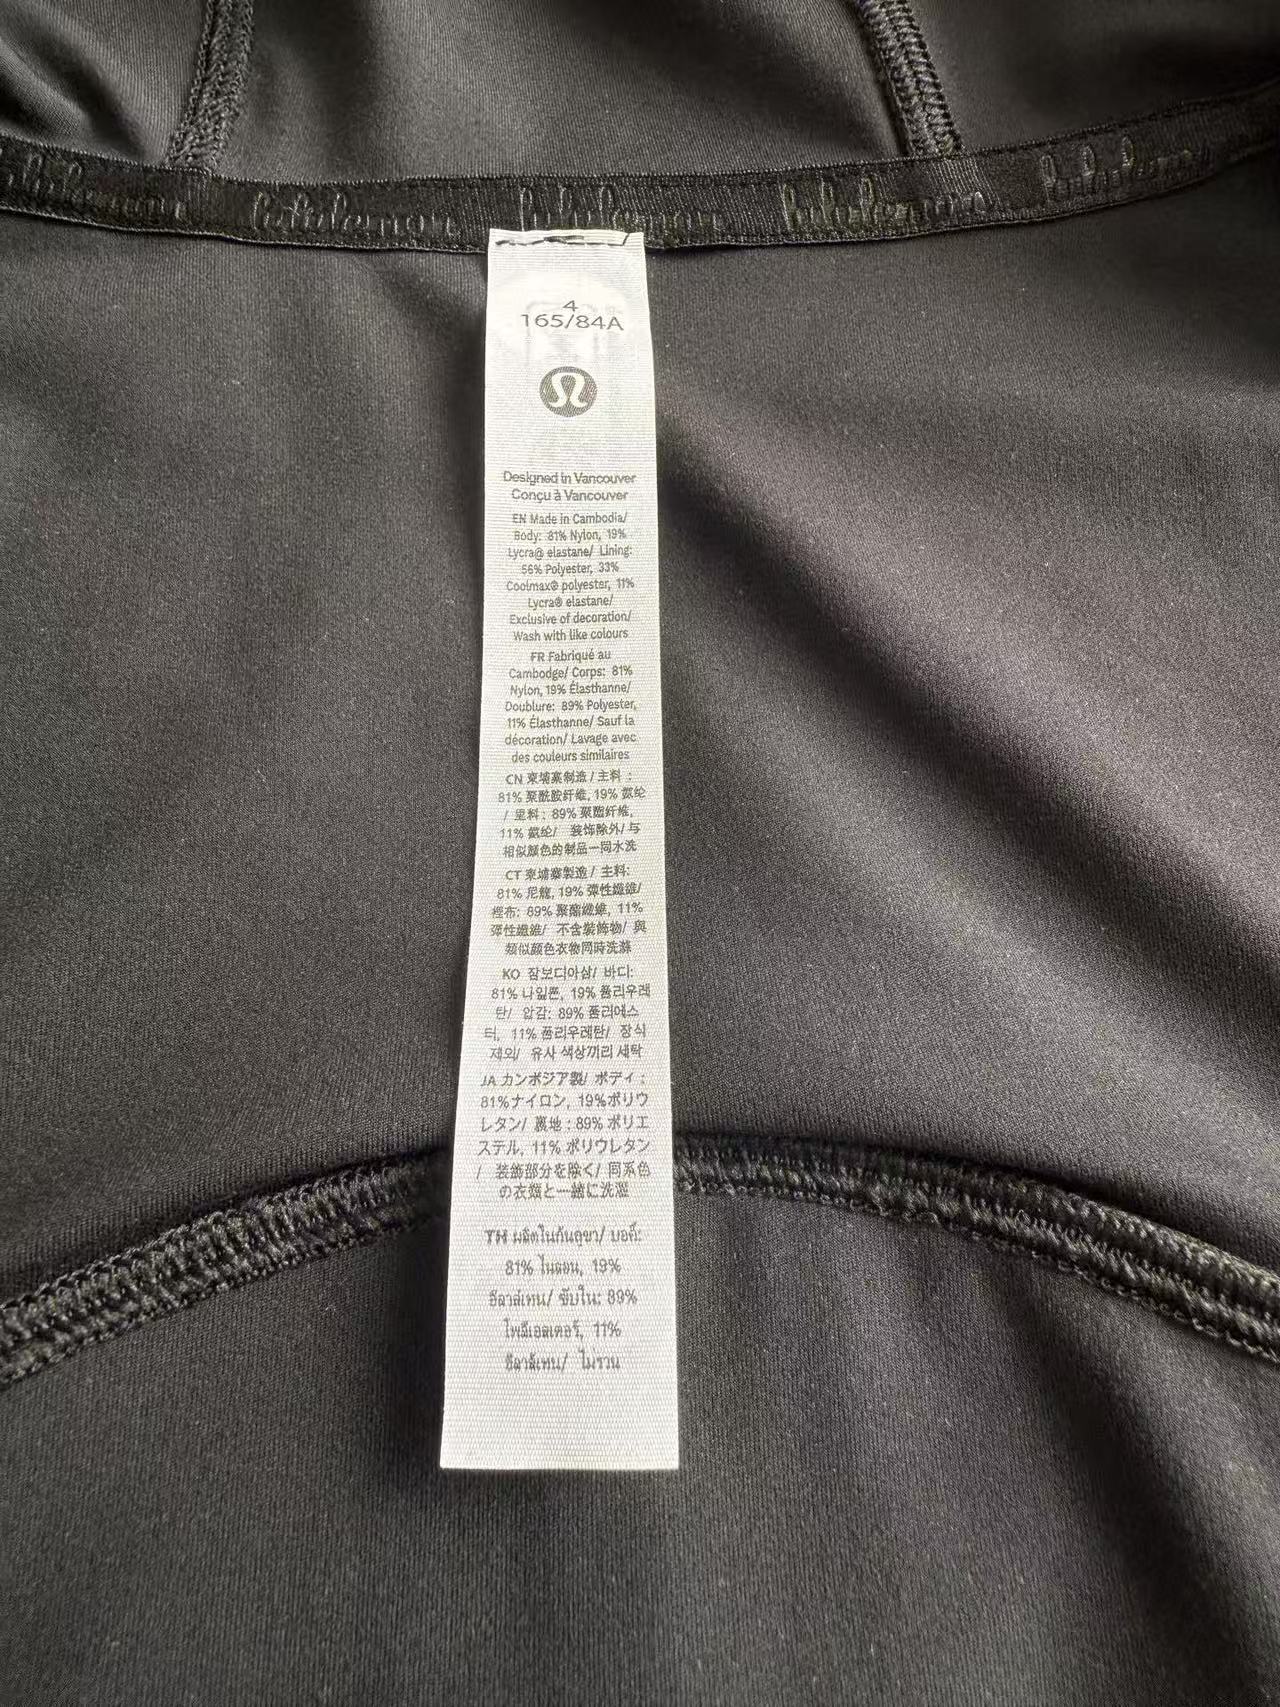 lululemon lululemon lululemon lululemon lululemon
4
165/84A
Designed in Vancouver
Conçu à Vancouver
EN Made in Cambodia/
Body: 81% Nylon, 19%
Lycra® elastane/ Lining:
56% Polyester, 33%
Coolmax® polyester, 11%
Lycra® elastane/
Exclusive of decoration/
Wash with like colours
FR Fabriqué au
Cambodge/ Corps: 81%
Nylon, 19% Élasthanne/
Doublure: 89% Polyester,
11% Élasthanne/ Sauf la
décoration/ Lavage avec
des couleurs similaires
CN 柬埔寨制造 / 主料 :
81% 聚酰胺纤维, 19% 氨纶
/ 里料 : 89% 聚酯纤维,
11% 氨纶/ 装饰除外/ 与
相似颜色的制品一同水洗
CT 柬埔寨製造 / 主料:
81% 尼龍, 19% 彈性纖維/
裡布: 89% 聚酯纖維, 11%
彈性纖維/ 不含裝飾物/ 與
類似顏色衣物同時洗滌
KO 캄보디아산/ 바디:
81% 나일론, 19% 폴리우레
탄/ 안감: 89% 폴리에스
터, 11% 폴리우레탄/ 장식
제외/ 유사 색상끼리 세탁
JA カンボジア製/ ボディ :
81%ナイロン, 19%ポリウ
レタン/ 裏地 : 89% ポリエ
ステル, 11% ポリウレタン
/ 装飾部分を除く/ 同系色
の衣類と一緒に洗濯
TH ผลิตในกัมพูชา/ บอดี้:
81% ไนลอน, 19%
อีลาสเทน/ ซับใน: 89%
โพลีเอสเตอร์, 11%
อีลาสเทน/ ไม่รวม